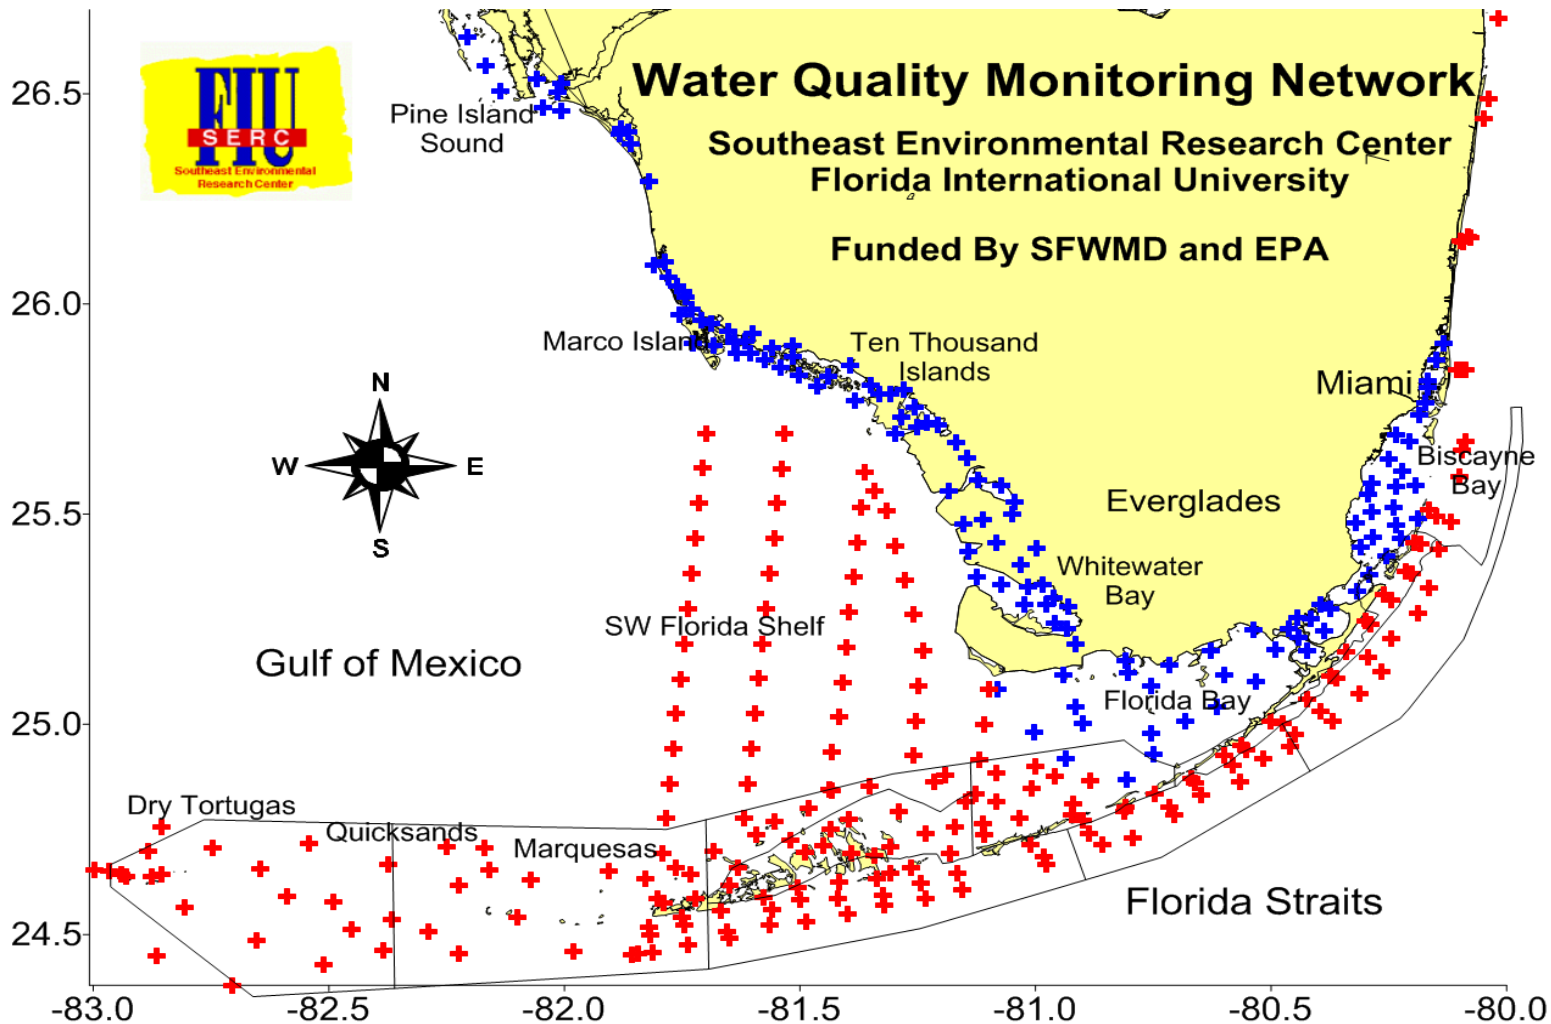 Water Quality Monitoring Network
Southeast Environmental Research Center
Florida International University
Funded By SFWMD and EPA
FIU
SERC
Southeast Environmental
Research Center
Pine Island
Sound
Marco Island
Ten Thousand
Islands
Miami
Biscayne
Bay
Everglades
Whitewater
Bay
N
W
E
S
SW Florida Shelf
Gulf of Mexico
Florida Bay
Dry Tortugas
Quicksands
Marquesas
Florida Straits
26.5
26.0
25.5
25.0
24.5
-83.0
-82.5
-82.0
-81.5
-81.0
-80.5
-80.0